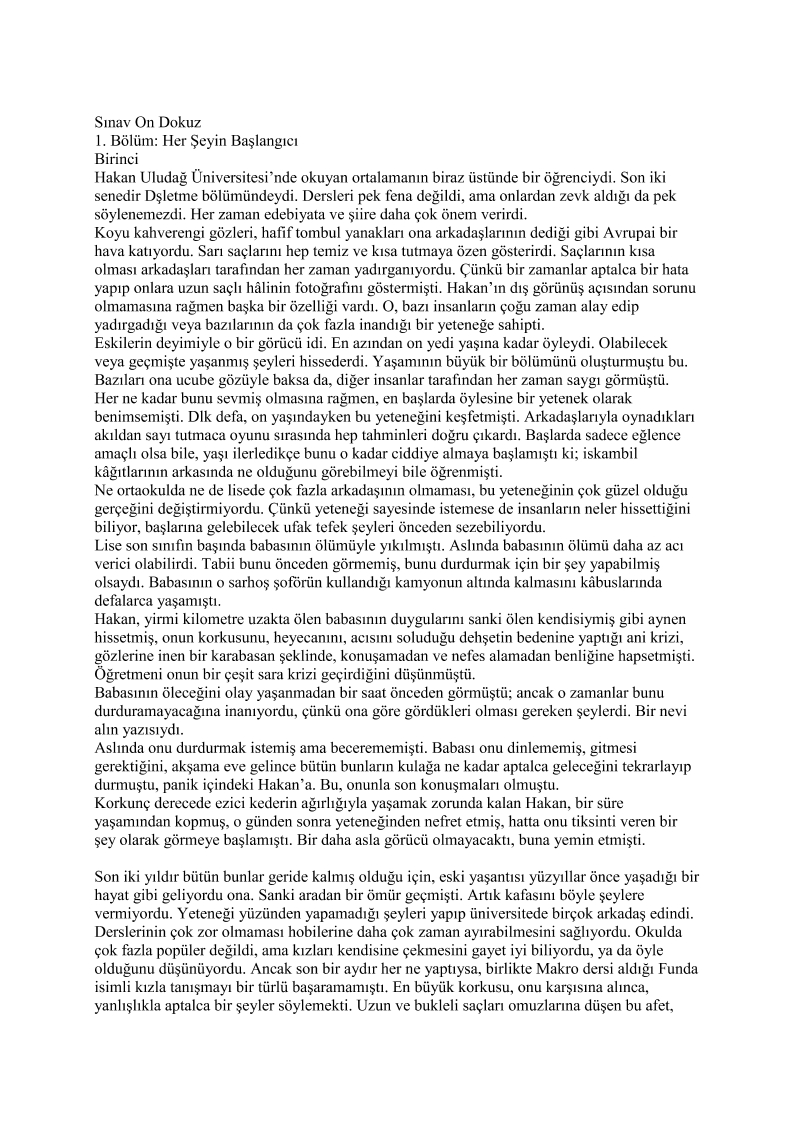 Sınav On Dokuz
1. Bölüm: Her Şeyin Başlangıcı
Birinci
Hakan Uludağ Üniversitesi’nde okuyan ortalamanın biraz üstünde bir öğrenciydi. Son iki
senedir Dşletme bölümündeydi. Dersleri pek fena değildi, ama onlardan zevk aldığı da pek
söylenemezdi. Her zaman edebiyata ve şiire daha çok önem verirdi.
Koyu kahverengi gözleri, hafif tombul yanakları ona arkadaşlarının dediği gibi Avrupai bir
hava katıyordu. Sarı saçlarını hep temiz ve kısa tutmaya özen gösterirdi. Saçlarının kısa
olması arkadaşları tarafından her zaman yadırganıyordu. Çünkü bir zamanlar aptalca bir hata
yapıp onlara uzun saçlı hâlinin fotoğrafını göstermişti. Hakan’ın dış görünüş açısından sorunu
olmamasına rağmen başka bir özelliği vardı. O, bazı insanların çoğu zaman alay edip
yadırgadığı veya bazılarının da çok fazla inandığı bir yeteneğe sahipti.
Eskilerin deyimiyle o bir görücü idi. En azından on yedi yaşına kadar öyleydi. Olabilecek
veya geçmişte yaşanmış şeyleri hissederdi. Yaşamının büyük bir bölümünü oluşturmuştu bu.
Bazıları ona ucube gözüyle baksa da, diğer insanlar tarafından her zaman saygı görmüştü.
Her ne kadar bunu sevmiş olmasına rağmen, en başlarda öylesine bir yetenek olarak
benimsemişti. Dlk defa, on yaşındayken bu yeteneğini keşfetmişti. Arkadaşlarıyla oynadıkları
akıldan sayı tutmaca oyunu sırasında hep tahminleri doğru çıkardı. Başlarda sadece eğlence
amaçlı olsa bile, yaşı ilerledikçe bunu o kadar ciddiye almaya başlamıştı ki; iskambil
kâğıtlarının arkasında ne olduğunu görebilmeyi bile öğrenmişti.
Ne ortaokulda ne de lisede çok fazla arkadaşının olmaması, bu yeteneğinin çok güzel olduğu
gerçeğini değiştirmiyordu. Çünkü yeteneği sayesinde istemese de insanların neler hissettiğini
biliyor, başlarına gelebilecek ufak tefek şeyleri önceden sezebiliyordu.
Lise son sınıfın başında babasının ölümüyle yıkılmıştı. Aslında babasının ölümü daha az acı
verici olabilirdi. Tabii bunu önceden görmemiş, bunu durdurmak için bir şey yapabilmiş
olsaydı. Babasının o sarhoş şoförün kullandığı kamyonun altında kalmasını kâbuslarında
defalarca yaşamıştı.
Hakan, yirmi kilometre uzakta ölen babasının duygularını sanki ölen kendisiymiş gibi aynen
hissetmiş, onun korkusunu, heyecanını, acısını soluduğu dehşetin bedenine yaptığı ani krizi,
gözlerine inen bir karabasan şeklinde, konuşamadan ve nefes alamadan benliğine hapsetmişti.
Öğretmeni onun bir çeşit sara krizi geçirdiğini düşünmüştü.
Babasının öleceğini olay yaşanmadan bir saat önceden görmüştü; ancak o zamanlar bunu
durduramayacağına inanıyordu, çünkü ona göre gördükleri olması gereken şeylerdi. Bir nevi
alın yazısıydı.
Aslında onu durdurmak istemiş ama beceremememişti. Babası onu dinlememiş, gitmesi
gerektiğini, akşama eve gelince bütün bunların kulağa ne kadar aptalca geleceğini tekrarlayıp
durmuştu, panik içindeki Hakan’a. Bu, onunla son konuşmaları olmuştu.
Korkunç derecede ezici kederin ağırlığıyla yaşamak zorunda kalan Hakan, bir süre
yaşamından kopmuş, o günden sonra yeteneğinden nefret etmiş, hatta onu tiksinti veren bir
şey olarak görmeye başlamıştı. Bir daha asla görücü olmayacaktı, buna yemin etmişti.
Son iki yıldır bütün bunlar geride kalmış olduğu için, eski yaşantısı yüzyıllar önce yaşadığı bir
hayat gibi geliyordu ona. Sanki aradan bir ömür geçmişti. Artık kafasını böyle şeylere
vermiyordu. Yeteneği yüzünden yapamadığı şeyleri yapıp üniversitede birçok arkadaş edindi.
Derslerinin çok zor olmaması hobilerine daha çok zaman ayırabilmesini sağlıyordu. Okulda
çok fazla popüler değildi, ama kızları kendisine çekmesini gayet iyi biliyordu, ya da öyle
olduğunu düşünüyordu. Ancak son bir aydır her ne yaptıysa, birlikte Makro dersi aldığı Funda
isimli kızla tanışmayı bir türlü başaramamıştı. En büyük korkusu, onu karşısına alınca,
yanlışlıkla aptalca bir şeyler söylemekti. Uzun ve bukleli saçları omuzlarına düşen bu afet,